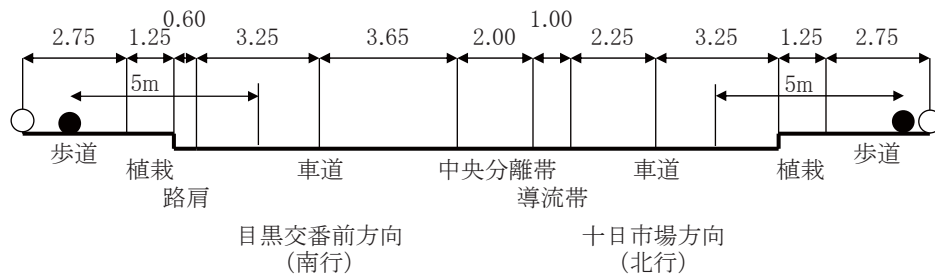 0.60 1.00
2.75 1.25 3.25 3.65 2.00 2.25 3.25 1.25 2.75
5m 5m
歩道 植栽 車道 中央分離帯 車道 植栽 歩道
路肩 導流帯
目黒交番前方向 十日市場方向
（南行） （北行）